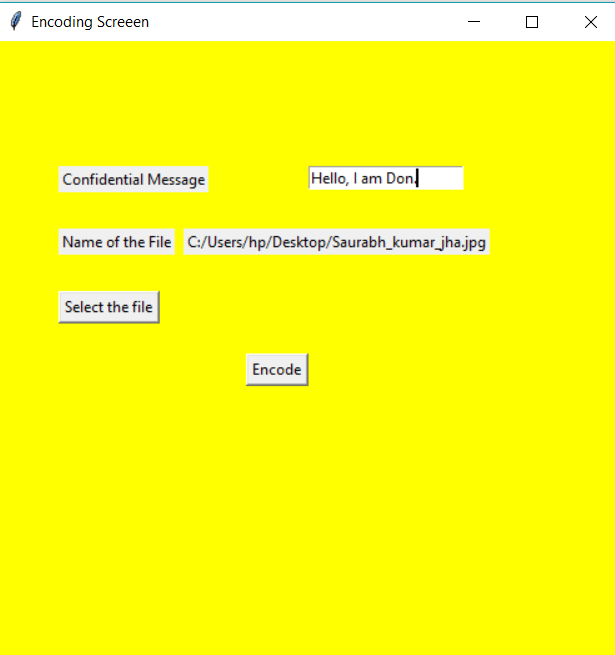 Encoding Screeen
Confidential Message Hello, I am Don.
Name of the File C:/Users/hp/Desktop/Saurabh_kumar_jha.jpg
Select the file
Encode